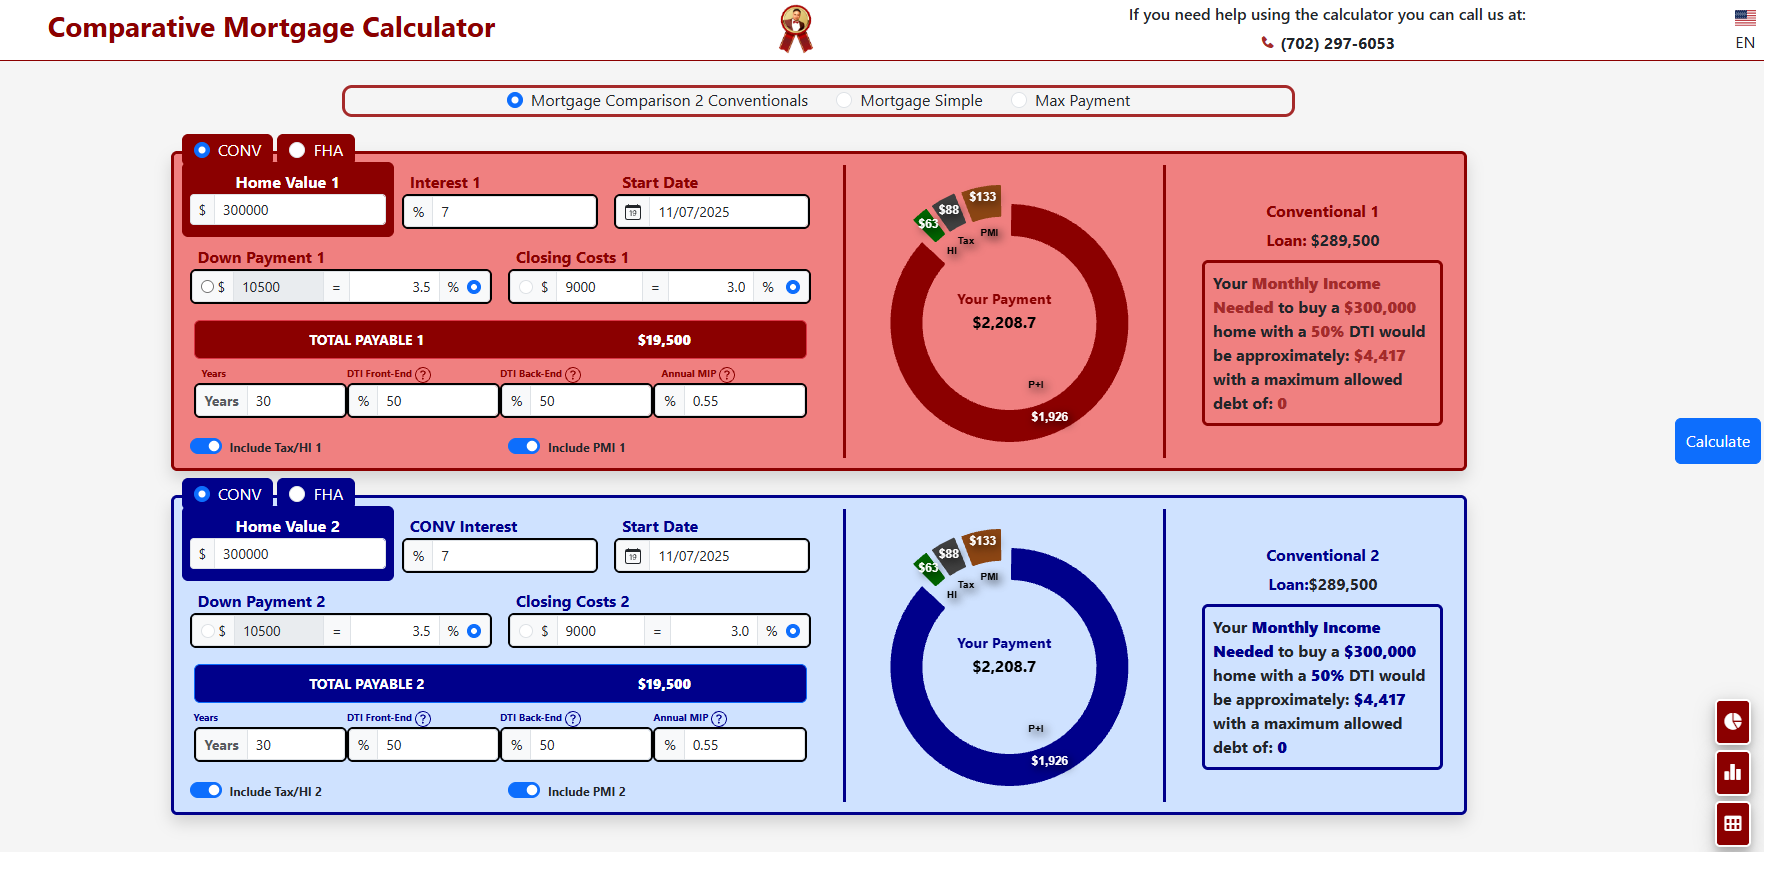 Comparative Mortgage Calculator
If you need help using the calculator you can call us at:
(702) 297-6053
EN
Mortgage Comparison 2 Conventionals Mortgage Simple Max Payment
CONV FHA
Home Value 1 Interest 1 Start Date
$ 300000 % 7 19 11/07/2025
Down Payment 1 Closing Costs 1
$ 10500 = 3.5 % $ 9000 = 3.0 %
TOTAL PAYABLE 1 $19,500
Years DTI Front-End ? DTI Back-End ? Annual MIP ?
Years 30 % 50 % 50 % 0.55
Include Tax/HI 1 Include PMI 1
$63 $88 $133
HI Tax PMI
Your Payment
$2,208.7
P+I
$1,926
Conventional 1
Loan: $289,500
Your Monthly Income
Needed to buy a $300,000
home with a 50% DTI would
be approximately: $4,417
with a maximum allowed
debt of: 0
Calculate
CONV FHA
Home Value 2 CONV Interest Start Date
$ 300000 % 7 19 11/07/2025
Down Payment 2 Closing Costs 2
$ 10500 = 3.5 % $ 9000 = 3.0 %
TOTAL PAYABLE 2 $19,500
Years DTI Front-End ? DTI Back-End ? Annual MIP ?
Years 30 % 50 % 50 % 0.55
Include Tax/HI 2 Include PMI 2
$63 $88 $133
HI Tax PMI
Your Payment
$2,208.7
P+I
$1,926
Conventional 2
Loan:$289,500
Your Monthly Income
Needed to buy a $300,000
home with a 50% DTI would
be approximately: $4,417
with a maximum allowed
debt of: 0